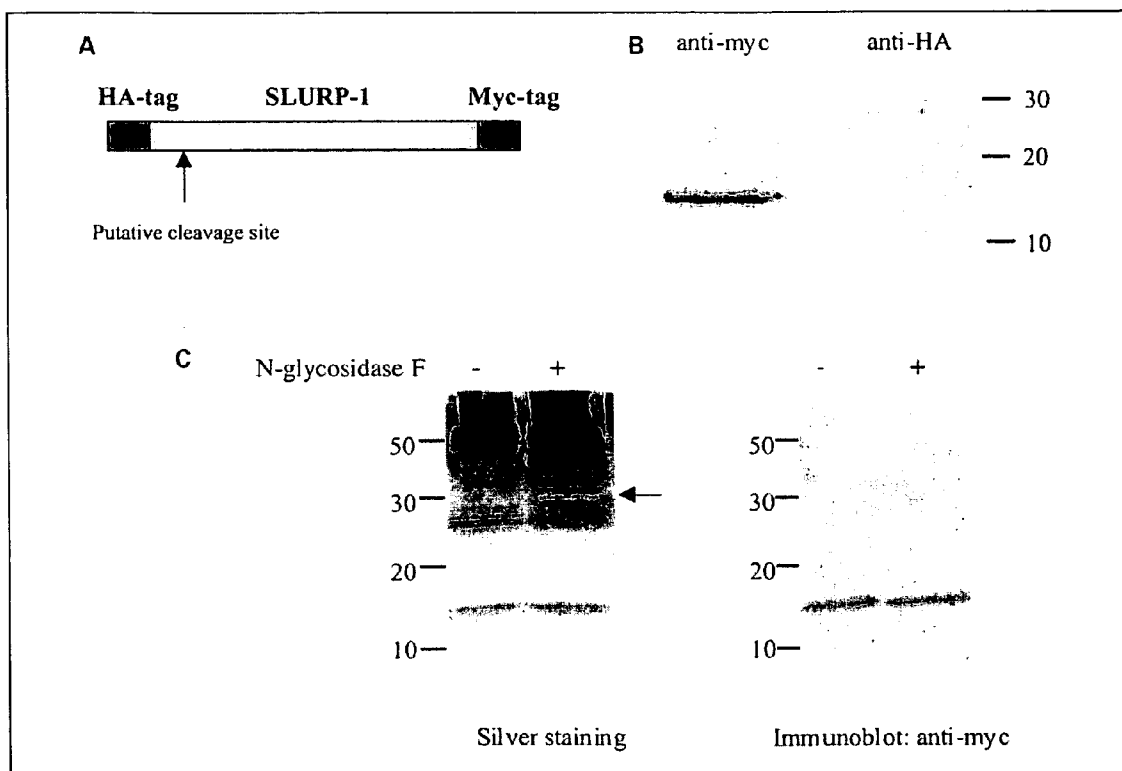 A
HA-tag SLURP-1 Myc-tag
Putative cleavage site
B anti-myc anti-HA
30
20
10
C N-glycosidase F - + - +
50 50
30 30
20 20
10 10
Silver staining Immunoblot: anti-myc